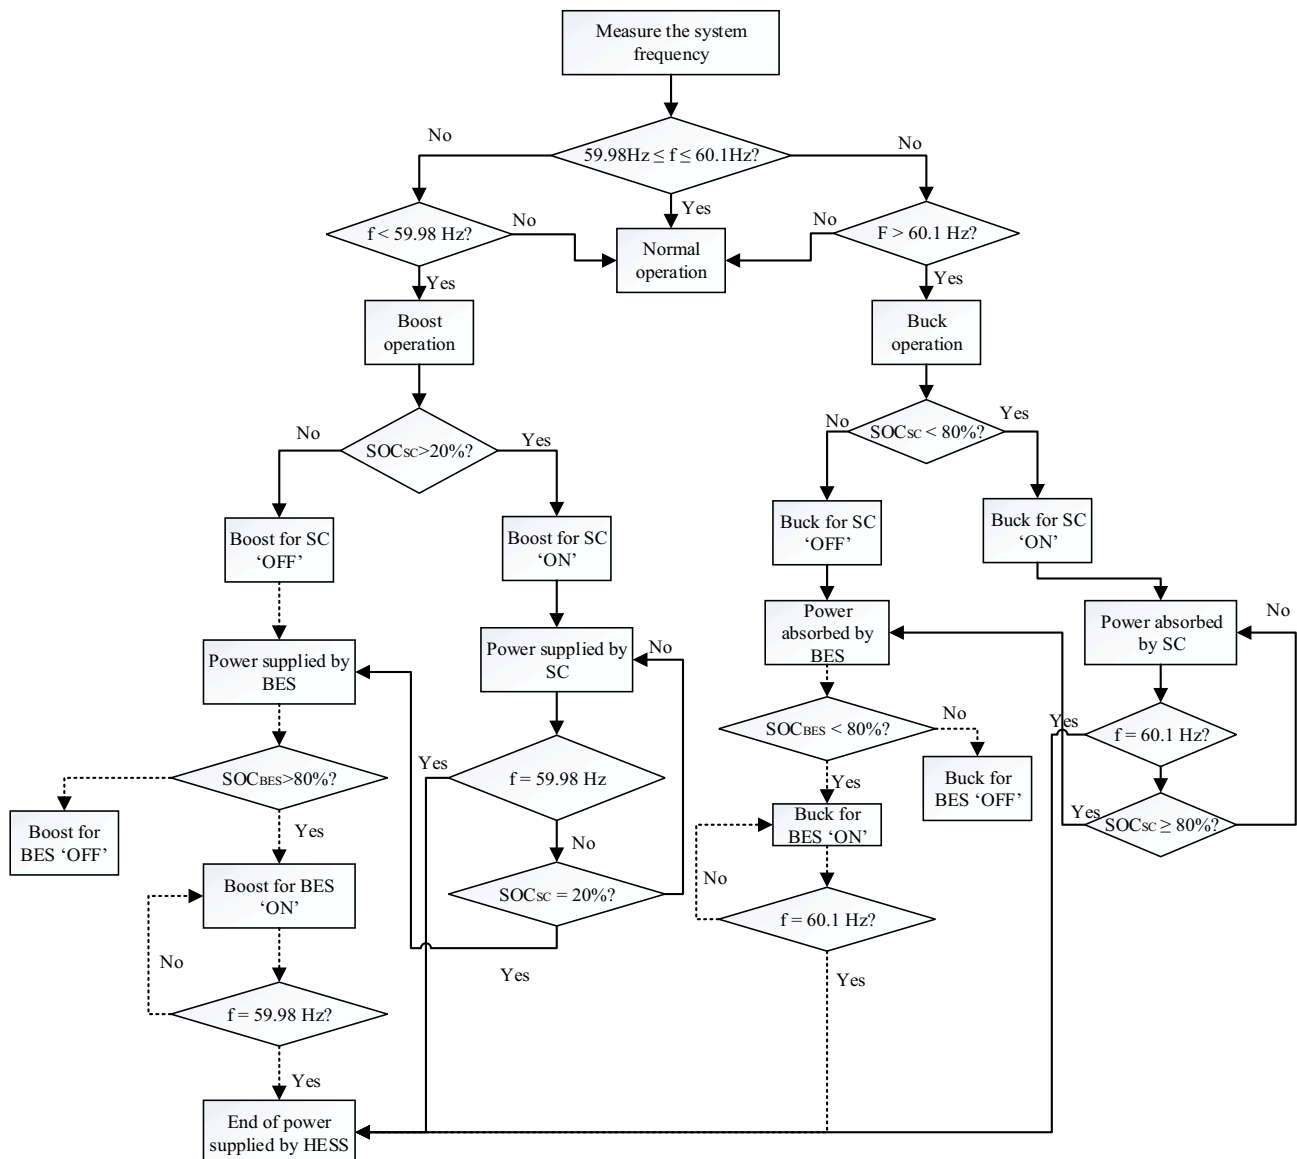 Measure the system
frequency
No
59.98Hz ≤ f ≤ 60.1Hz?
No
Yes
f < 59.98 Hz?
No
Normal
operation
No
F > 60.1 Hz?
Yes
Yes
Boost
operation
Buck
operation
No
SOCSC>20%?
Yes
No
SOCSC < 80%?
Yes
Boost for SC
‘OFF’
Boost for SC
‘ON’
Buck for SC
‘OFF’
Buck for SC
‘ON’
Power supplied by
BES
Power supplied by
SC
No
Power
absorbed by
BES
Power absorbed
by SC
No
SOCBES>80%?
Yes
f = 59.98 Hz
SOCBES < 80%?
No
Yes
f = 60.1 Hz?
Boost for
BES ‘OFF’
Yes
No
Yes
Buck for
BES ‘ON’
Buck for
BES ‘OFF’
Yes
SOCSC ≥ 80%?
Boost for BES
‘ON’
SOCSC = 20%?
No
f = 60.1 Hz?
No
Yes
Yes
f = 59.98 Hz?
Yes
End of power
supplied by HESS